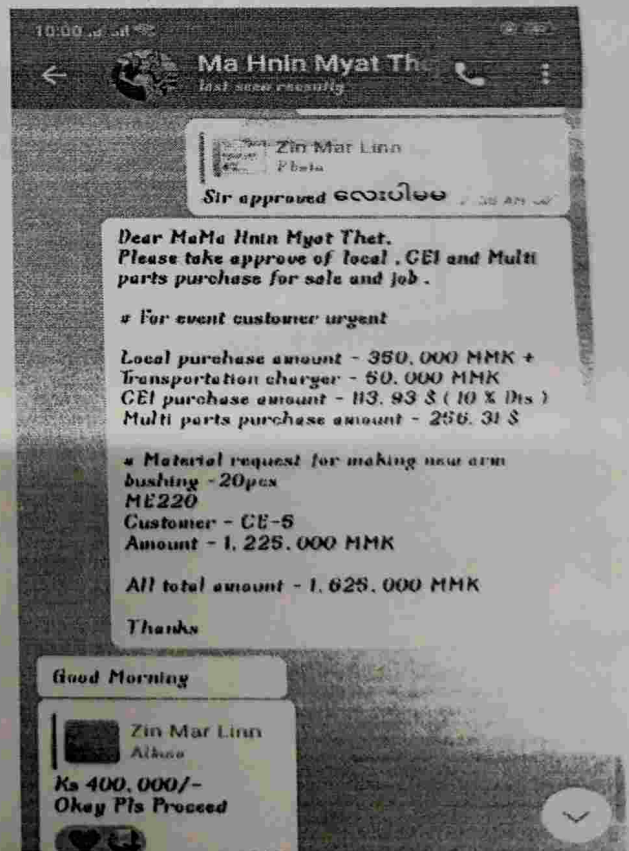 10:00
Ma Hnin Myat Th
last seen recently
Zin Mar Linn
Photo
Sir approved လေးပါမမ
Dear MaMa Hnin Myat Thet.
Please take approve of local , CEI and Multi
parts purchase for sale and job .
# For event customer urgent
Local purchase amount - 350,000 MMK +
Transportation charger - 50,000 MMK
CEI purchase amount - 113.93 $ ( 10 % Dis )
Multi parts purchase amount - 256.31 $
# Material request for making new arm
bushing -20pcs
ME220
Customer - CE-5
Amount - 1,225,000 MMK
All total amount - 1,625,000 MMK
Thanks
Good Morning
Zin Mar Linn
Album
Ks 400,000/-
Okay Pls Proceed